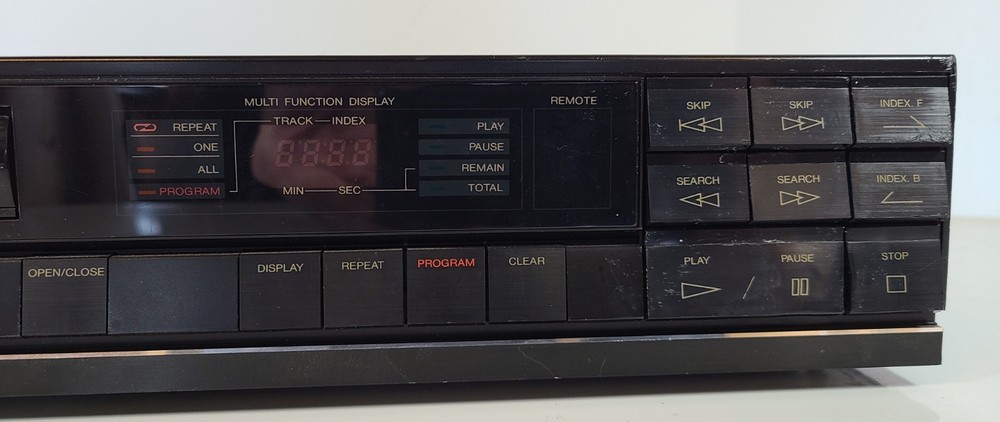 MULTI FUNCTION DISPLAY
REPEAT
ONE
ALL
PROGRAM
TRACK INDEX
MIN SEC
PLAY
PAUSE
REMAIN
TOTAL
REMOTE
SKIP
SKIP
INDEX. F
SEARCH
SEARCH
INDEX. B
OPEN/CLOSE
DISPLAY
REPEAT
PROGRAM
CLEAR
PLAY / PAUSE
STOP